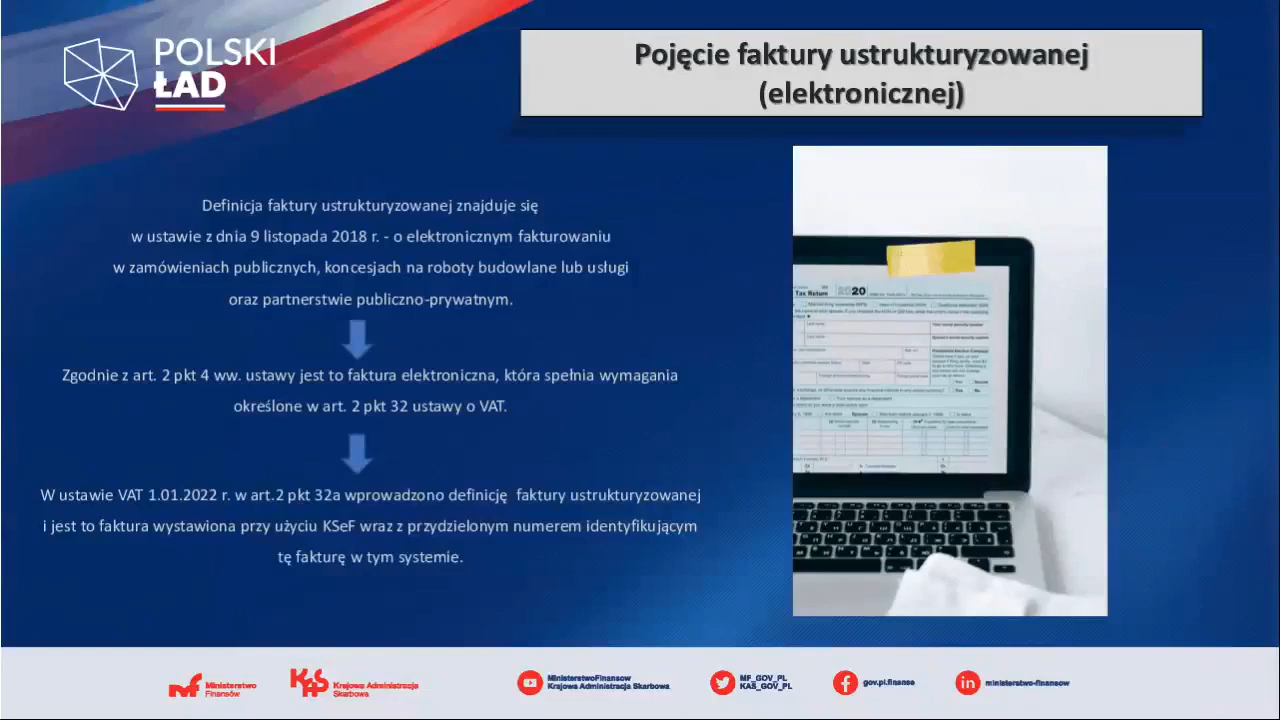 POLSKI
ŁAD
Pojęcie faktury ustrukturyzowanej
(elektronicznej)
Definicja faktury ustrukturyzowanej znajduje się
w ustawie z dnia 9 listopada 2018 r. - o elektronicznym fakturowaniu
w zamówieniach publicznych, koncesjach na roboty budowlane lub usługi
oraz partnerstwie publiczno-prywatnym.
Zgodnie z art. 2 pkt 4 ww. ustawy jest to faktura elektroniczna, która spełnia wymagania
określone w art. 2 pkt 32 ustawy o VAT.
W ustawie VAT 1.01.2022 r. w art.2 pkt 32a wprowadzono definicję faktury ustrukturyzowanej
i jest to faktura wystawiona przy użyciu KSeF wraz z przydzielonym numerem identyfikującym
tę fakturę w tym systemie.
Tax Return 2020
Ministerstwo
Finansów
KAS
Krajowa Administracja
Skarbowa
MinisterstwoFinansow
Krajowa Administracja Skarbowa
MF_GOV_PL
KAS_GOV_PL
gov.pl.finanse
ministerstwo-finansow